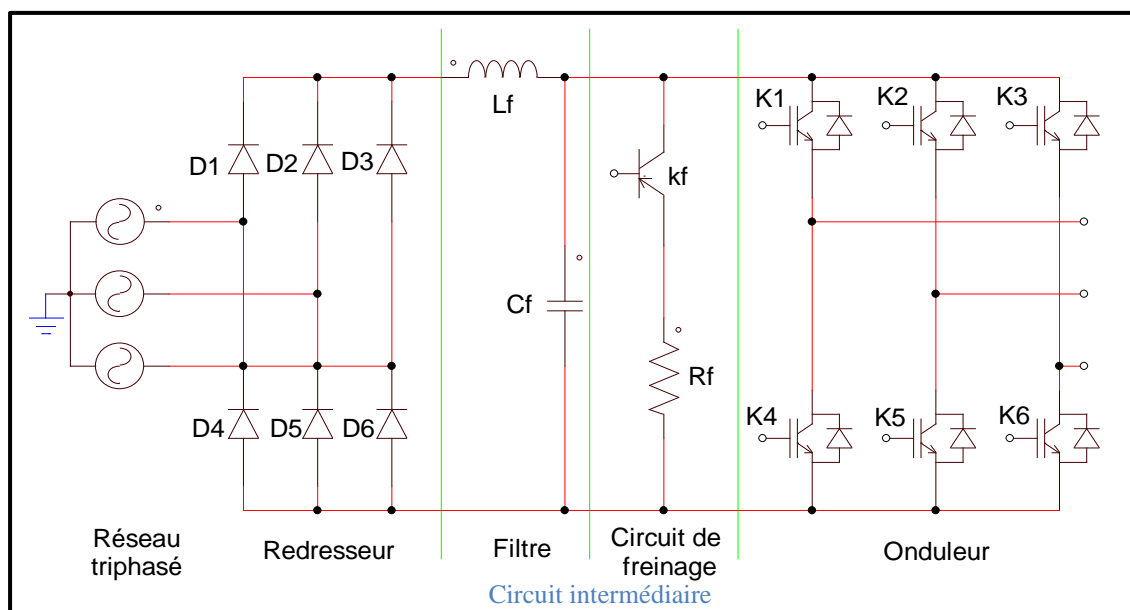 Lf
K1
K2
K3
D1
D2
D3
kf
Cf
Rf
D4
D5
D6
K4
K5
K6
Réseau
triphasé
Redresseur
Filtre
Circuit de
freinage
Onduleur
Circuit intermédiaire